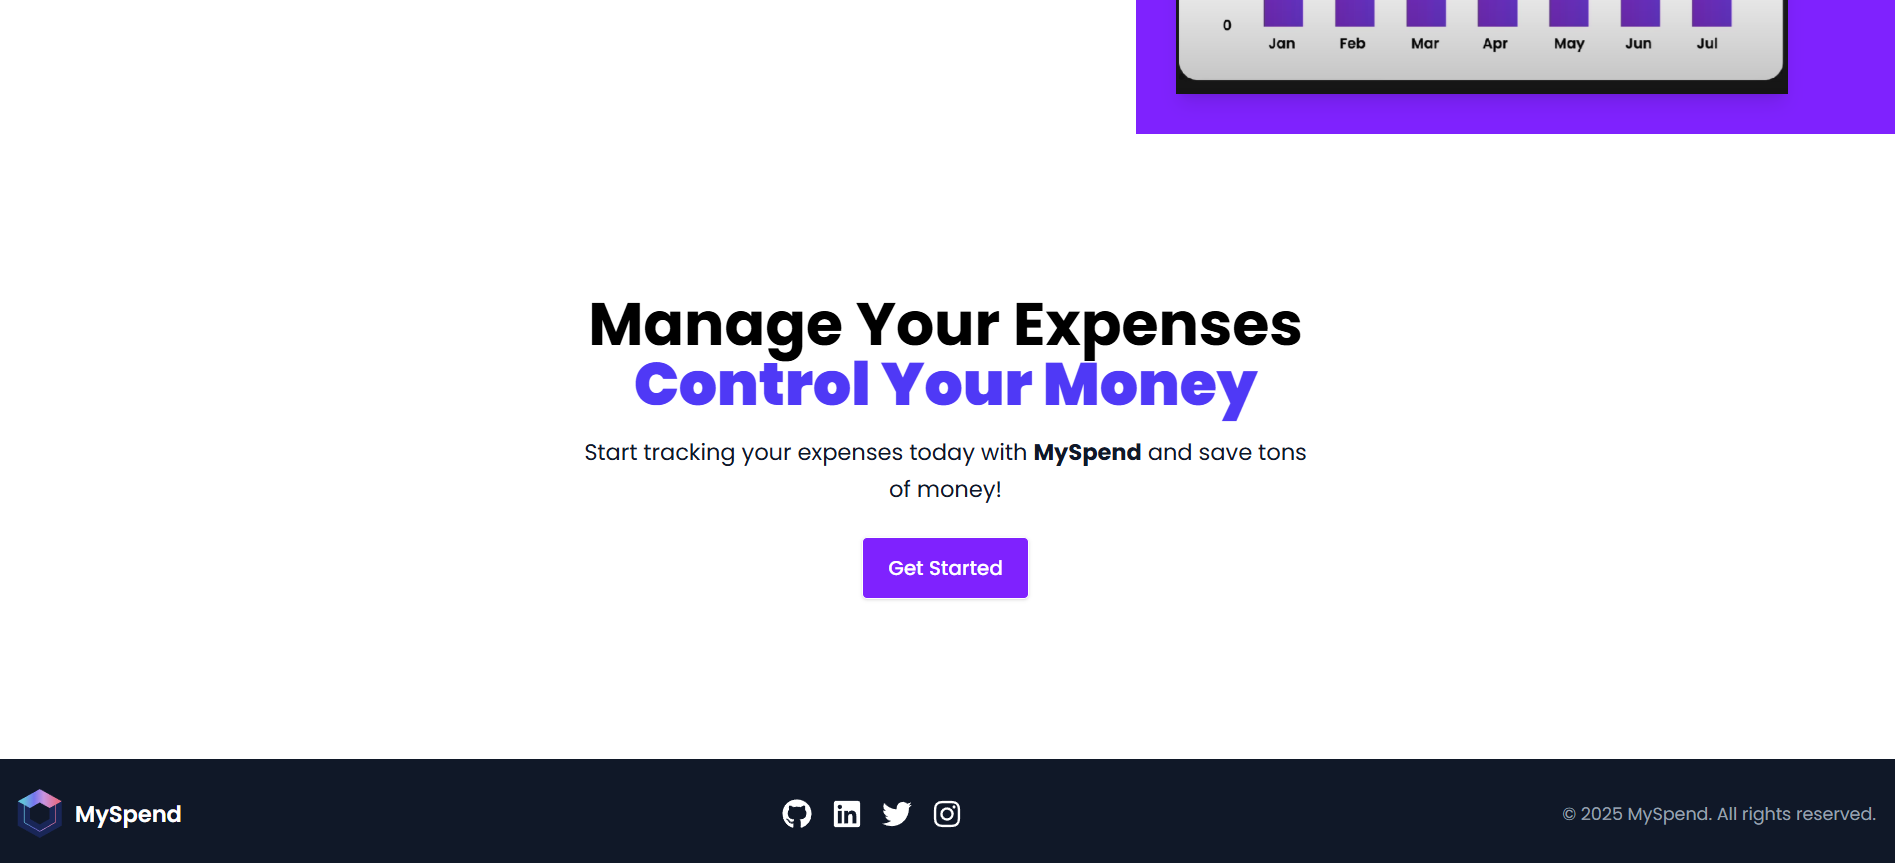 0
Jan Feb Mar Apr May Jun Jul
Manage Your Expenses
Control Your Money
Start tracking your expenses today with MySpend and save tons
of money!
Get Started
MySpend
© 2025 MySpend. All rights reserved.